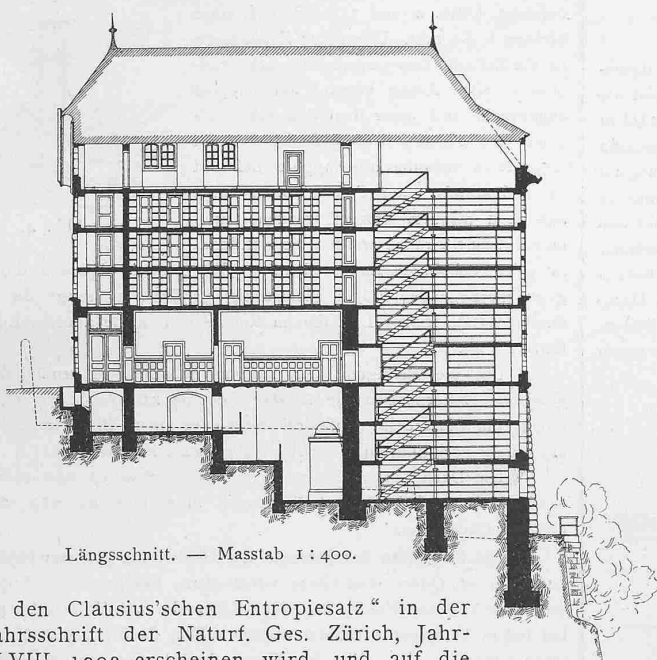 Längsschnitt. — Masstab 1 : 400.
den Clausius'schen Entropiesatz“ in der
ahrsschrift der Naturf. Ges. Zürich, Jahr-
erscheinen wird, und auf die